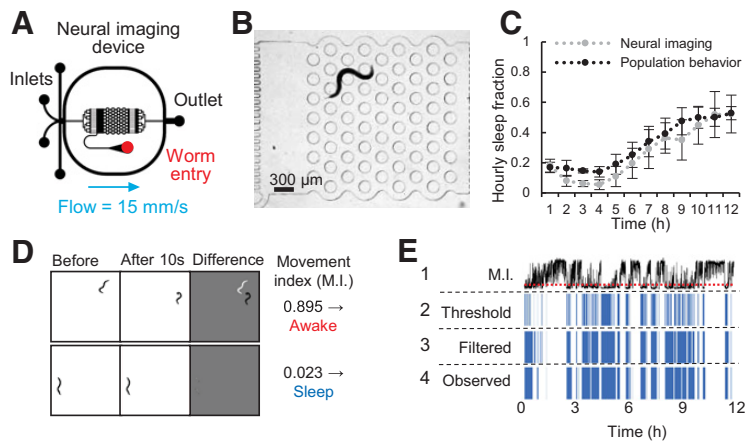 A
Neural imaging
device
Inlets
Outlet
Worm
entry
Flow = 15 mm/s
B
300 μm
C
Neural imaging
Population behavior
Hourly sleep fraction
1
0.8
0.6
0.4
0.2
0
1 2 3 4 5 6 7 8 9 10 11 12
Time (h)
D
Before After 10s Difference
Movement
index (M.I.)
0.895 →
Awake
0.023 →
Sleep
E
1 M.I.
2 Threshold
3 Filtered
4 Observed
0 3 6 9 12
Time (h)